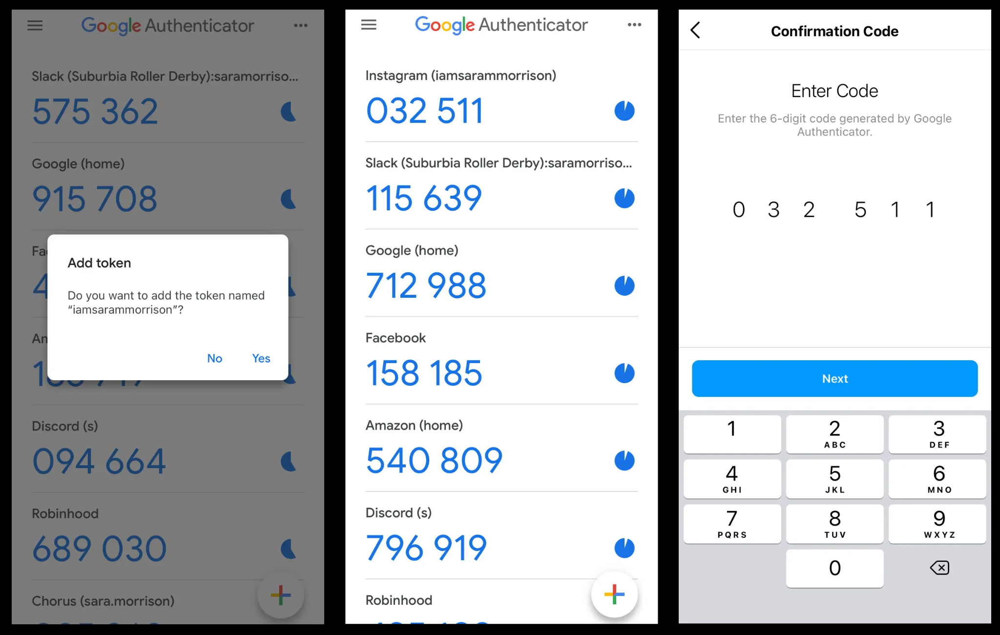 Google Authenticator
Slack (Suburbia Roller Derby):saramorriso...
575 362
Google (home)
915 708
Fa
4
Add token
Do you want to add the token named
“iamsarammorrison”?
No Yes
Am
Discord (s)
094 664
Robinhood
689 030
Chorus (sara.morrison)
Google Authenticator
Instagram (iamsarammorrison)
032 511
Slack (Suburbia Roller Derby):saramorriso...
115 639
Google (home)
712 988
Facebook
158 185
Amazon (home)
540 809
Discord (s)
796 919
Robinhood
Confirmation Code
Enter Code
Enter the 6-digit code generated by Google
Authenticator.
0 3 2 5 1 1
Next
1 2 3
ABC DEF
4 5 6
GHI JKL MNO
7 8 9
PQRS TUV WXYZ
0